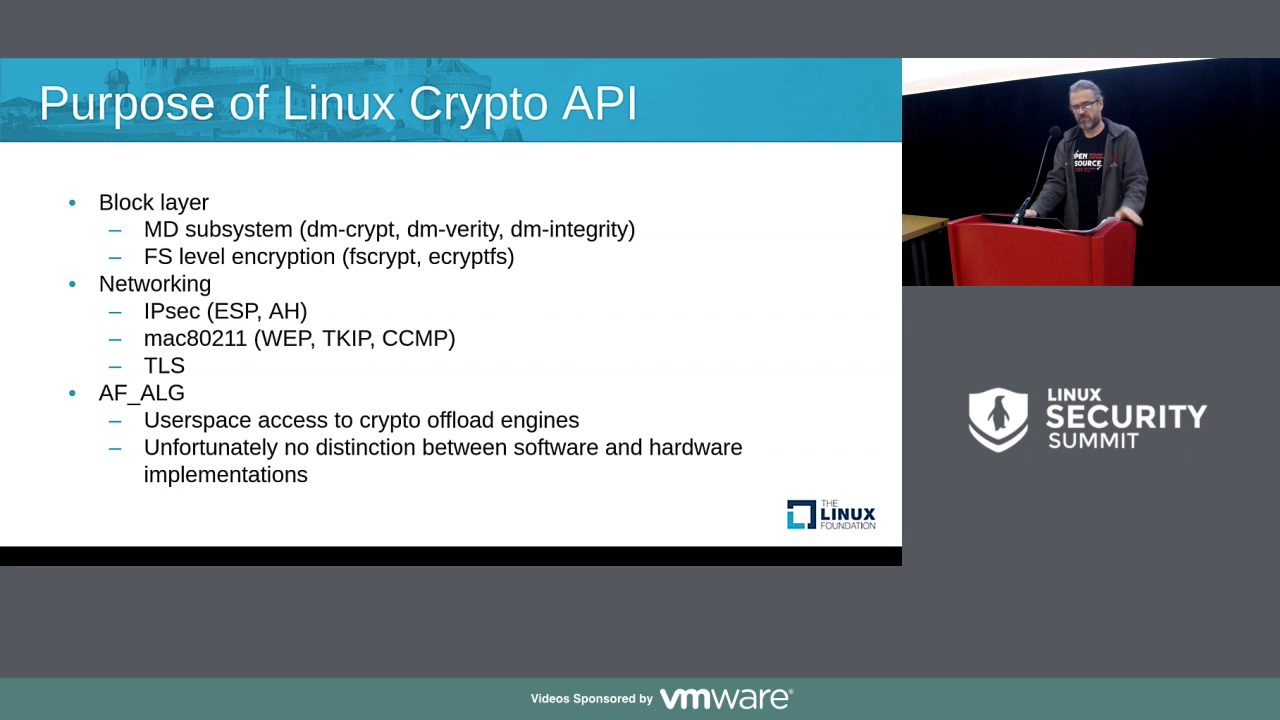 Purpose of Linux Crypto API
• Block layer
– MD subsystem (dm-crypt, dm-verity, dm-integrity)
– FS level encryption (fscrypt, ecryptfs)
• Networking
– IPsec (ESP, AH)
– mac80211 (WEP, TKIP, CCMP)
– TLS
• AF_ALG
– Userspace access to crypto offload engines
– Unfortunately no distinction between software and hardware
implementations
THE
LINUX
FOUNDATION
SOURCE
LINUX
SECURITY
SUMMIT
Videos Sponsored by vmware®